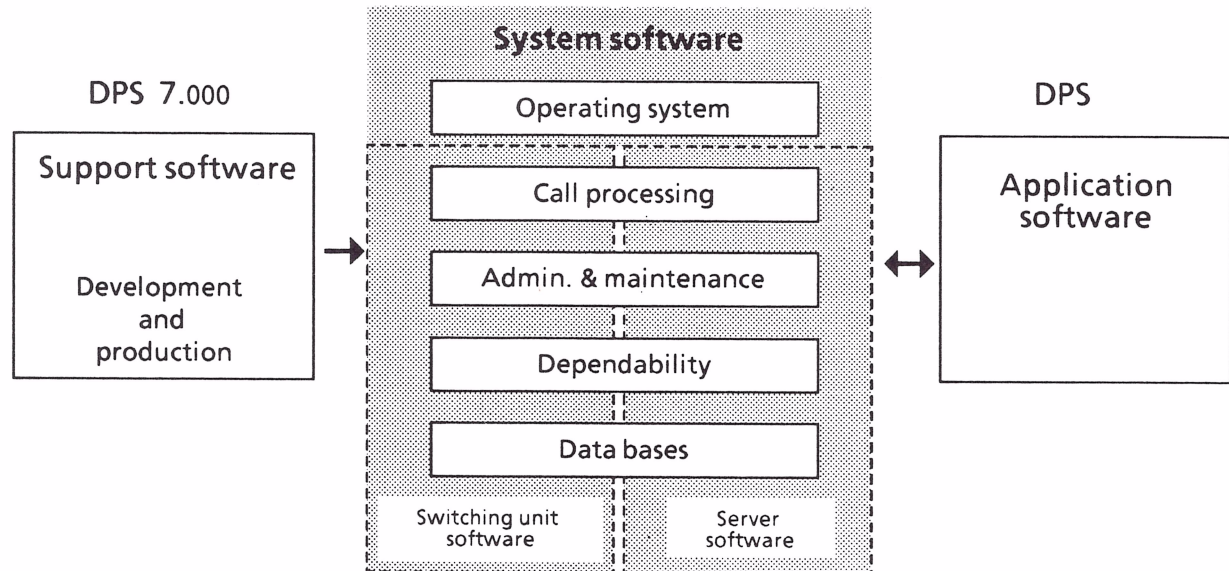 System software
DPS 7.000
Support software
Development
and
production
Operating system
Call processing
Admin. & maintenance
Dependability
Data bases
Switching unit
software
Server
software
DPS
Application
software